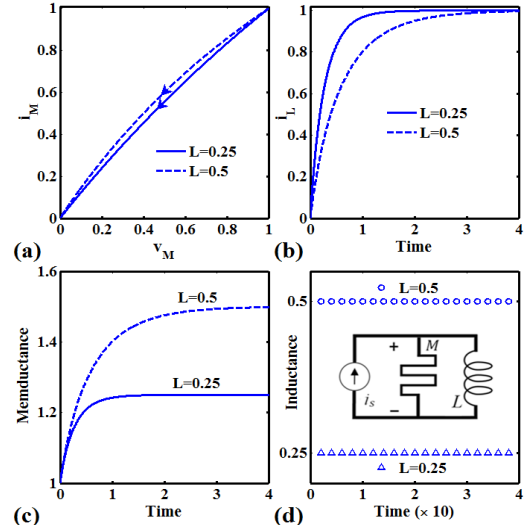 1
0.8
0.6
0.4
0.2
0
i_M
L=0.25
L=0.5
0 0.2 0.4 0.6 0.8 1
v_M
(a)
1
0.8
0.6
0.4
0.2
0
i_L
L=0.25
L=0.5
0 1 2 3 4
Time
(b)
1.6
1.4
1.2
1
Memductance
L=0.5
L=0.25
0 1 2 3 4
Time
(c)
L=0.5
0.5
Inductance
+ M
i_s L
−
0.25
L=0.25
0 1 2 3 4
Time (× 10)
(d)